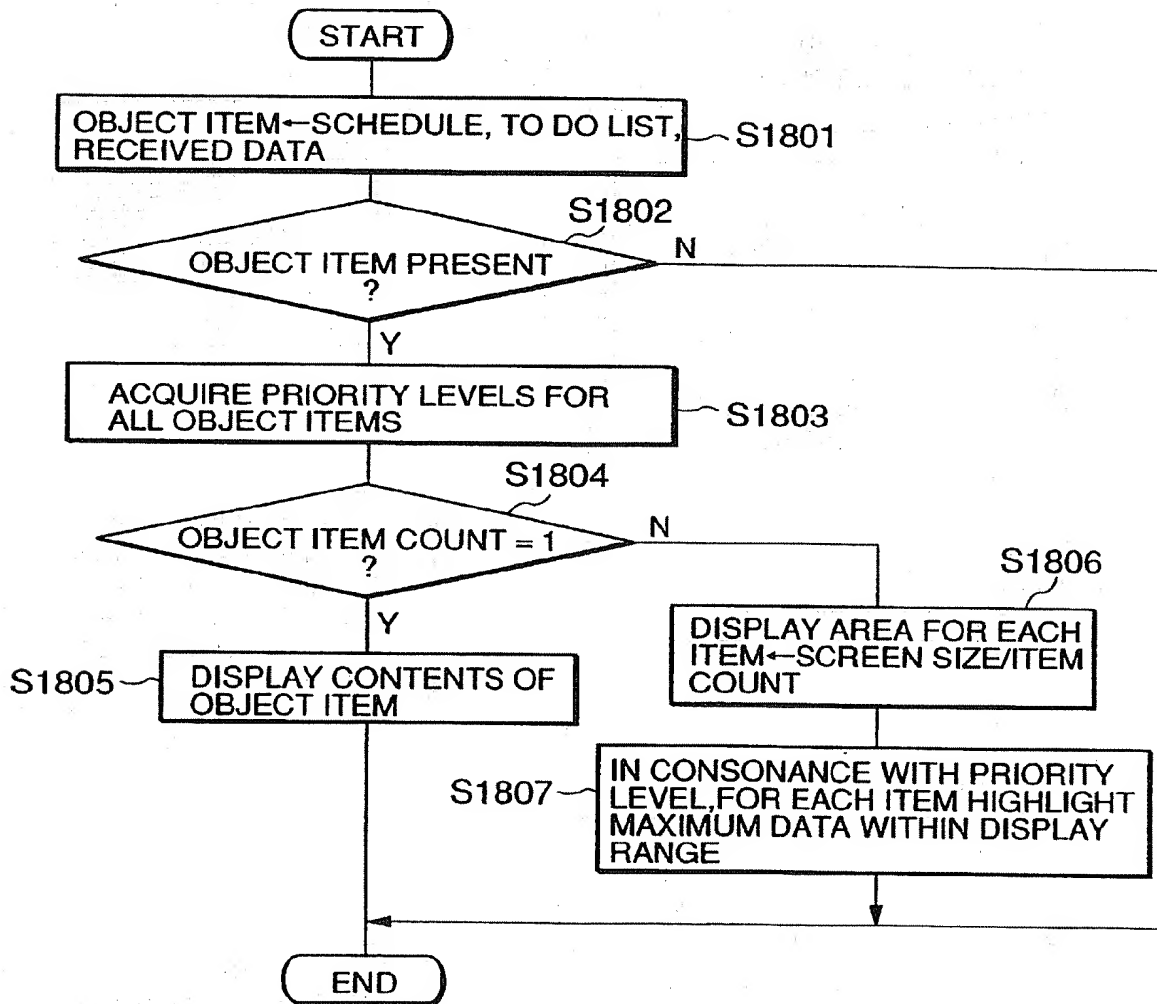 START
OBJECT ITEM←SCHEDULE, TO DO LIST,
RECEIVED DATA
S1801
S1802
OBJECT ITEM PRESENT
?
N
Y
ACQUIRE PRIORITY LEVELS FOR
ALL OBJECT ITEMS
S1803
S1804
OBJECT ITEM COUNT = 1
?
N
Y
S1806
DISPLAY AREA FOR EACH
ITEM←SCREEN SIZE/ITEM
COUNT
S1805
DISPLAY CONTENTS OF
OBJECT ITEM
S1807
IN CONSONANCE WITH PRIORITY
LEVEL,FOR EACH ITEM HIGHLIGHT
MAXIMUM DATA WITHIN DISPLAY
RANGE
END